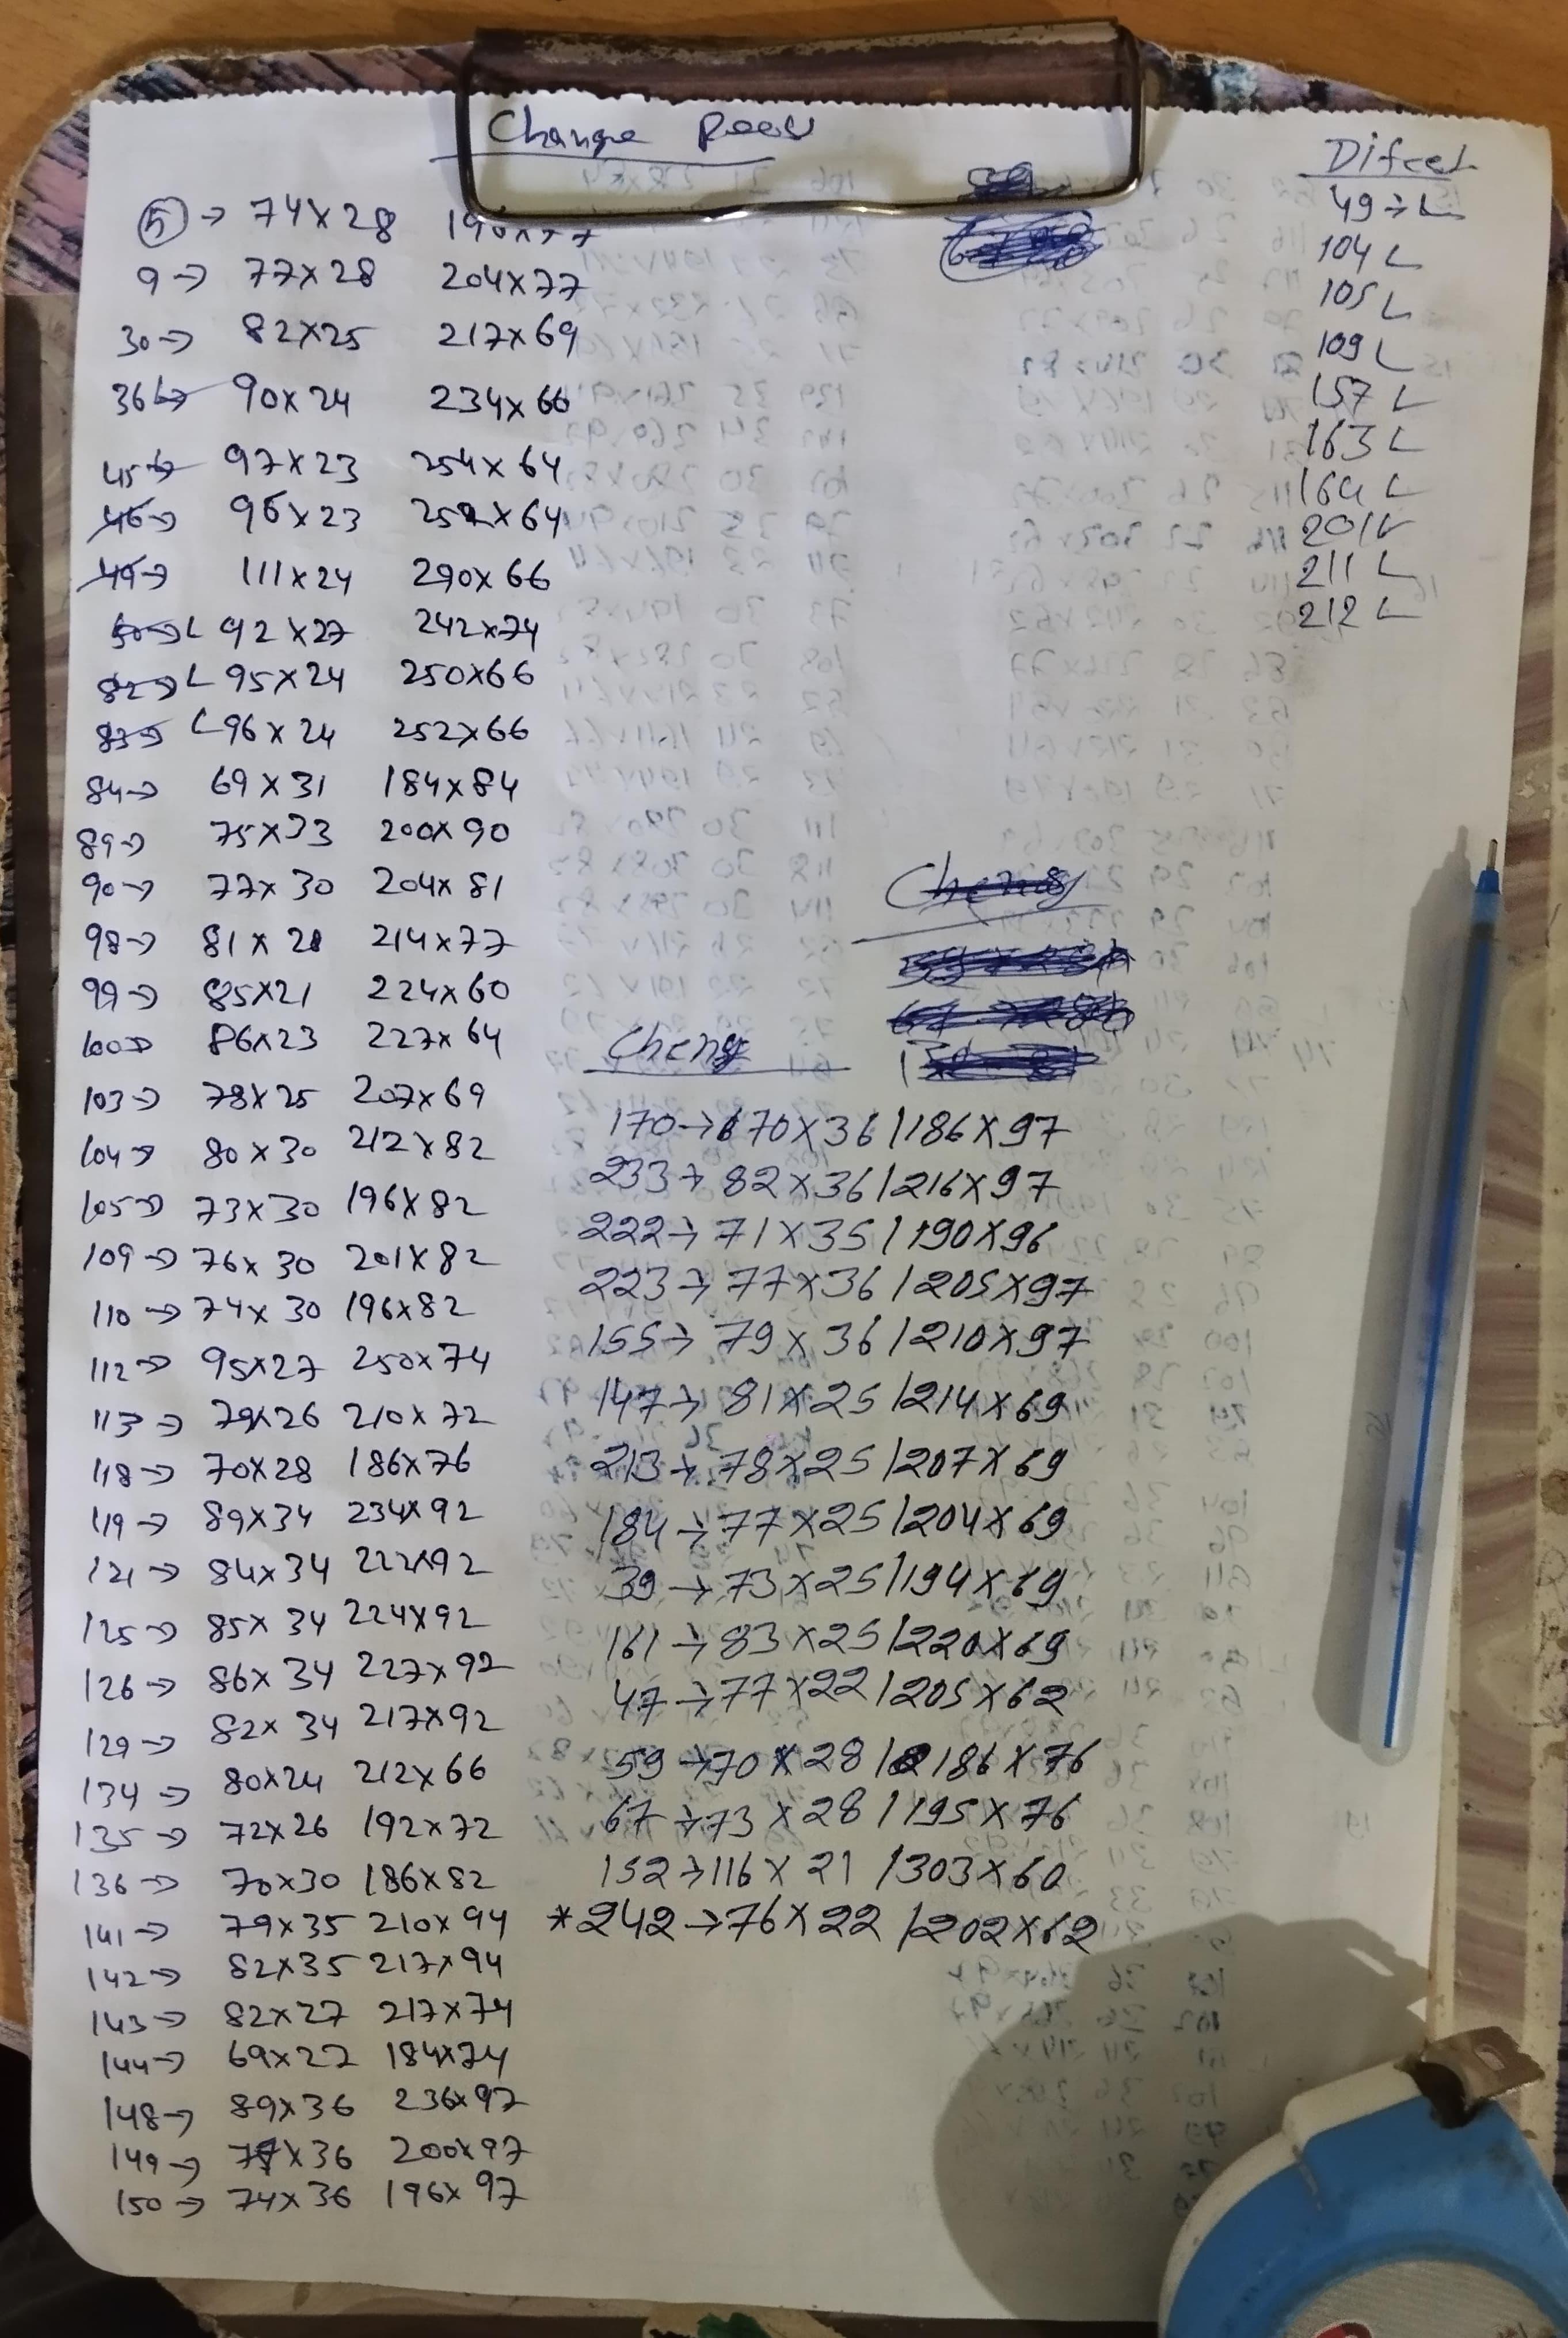 Change
Difcel
5 → 74×28 196×77
49 → L
9 → 77×28 204×77
104 L
30 → 82×25 217×69
105 L
36 → 90×24 234×66
109 L
45 → 97×23 254×64
157 L
46 → 96×23 252×64
163 L
49 → 111×24 290×66
164 L
50 → L 92×27 242×74
201 L
82 → L 95×24 250×66
211 L
83 → L 96×24 252×66
212 L
84 → 69×31 184×84
89 → 75×33 200×90
90 → 77×30 204×81
98 → 81×28 214×77
99 → 85×21 224×60
100 → 86×23 227×64
103 → 78×25 207×69
104 → 80×30 212×82
105 → 73×30 196×82
109 → 76×30 201×82
110 → 74×30 196×82
112 → 95×27 250×74
113 → 79×26 210×72
118 → 70×28 186×76
119 → 89×34 234×92
121 → 84×34 222×92
125 → 85×34 224×92
126 → 86×34 227×92
129 → 82×34 217×92
134 → 80×24 212×66
135 → 72×26 192×72
136 → 70×30 186×82
141 → 79×35 210×94
142 → 82×35 217×94
143 → 82×27 217×74
144 → 69×27 184×74
148 → 89×36 236×97
149 → 36 200×97
150 → 74×36 196×97
Cheng
170 → 70×36 / 186×97
233 → 82×36 / 216×97
222 → 71×35 / 190×96
223 → 77×36 / 205×97
155 → 79×36 / 210×97
147 → 81×25 / 214×69
213 → 78×25 / 207×69
184 → 77×25 / 204×69
39 → 73×25 / 194×69
161 → 83×25 / 220×69
47 → 77×22 / 205×62
59 → 70×28 / 186×76
67 → 73×28 / 195×76
152 → 116×21 / 303×60
*242 → 76×22 / 202×62